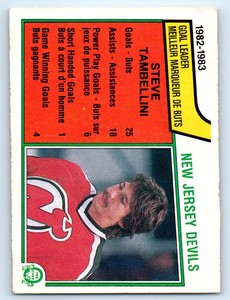 1982-1983
GOAL LEADER
MEILLEUR MARQUEUR DE BUTS
STEVE
TAMBELLINI
Goals - Buts 25
Assists - Assistances 18
Power Play Goals - Buts sur
jeux de puissance 6
Short Handed Goals
Buts à court d'un homme 1
Game Winning Goals
Buts gagnants 4
NEW JERSEY DEVILS